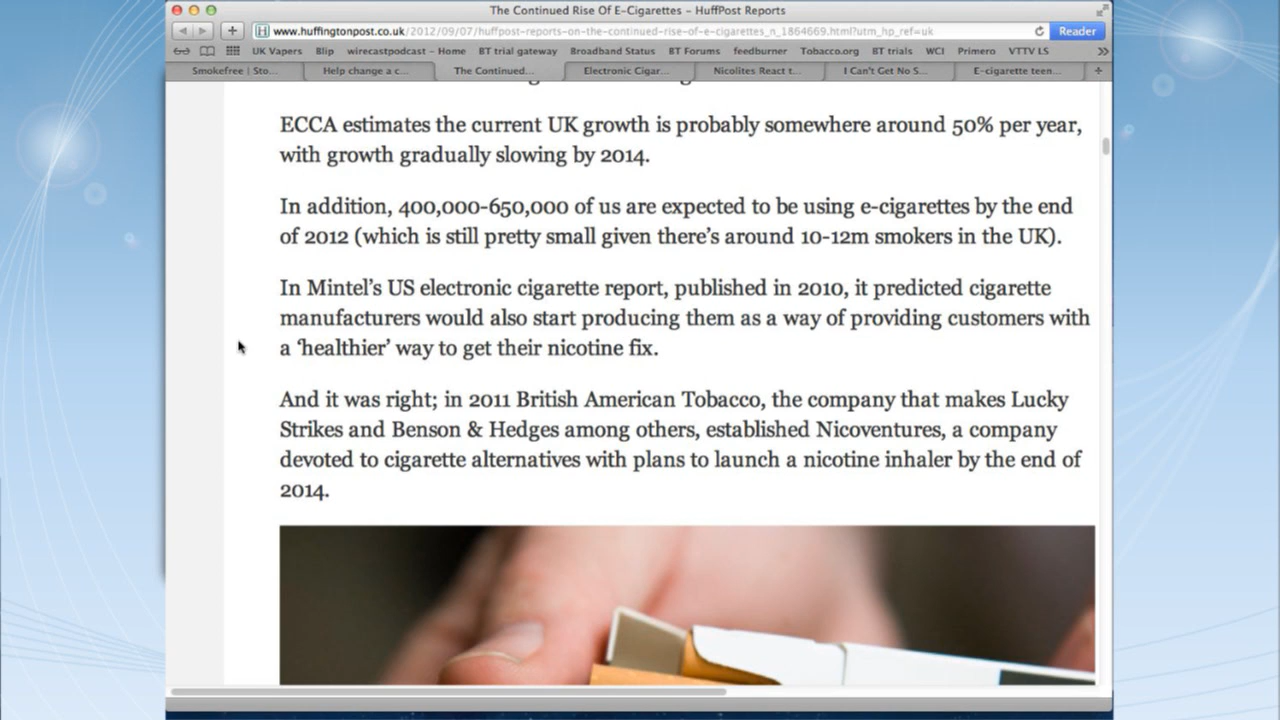 The Continued Rise Of E-Cigarettes – HuffPost Reports
www.huffingtonpost.co.uk/2012/09/07/huffpost-reports-on-the-continued-rise-of-e-cigarettes_n_1864669.html?utm_hp_ref=uk
Reader
UK Vapers Blip wirecastpodcast – Home BT trial gateway Broadband Status BT Forums feedburner Tobacco.org BT trials WCI Primero VTTV LS
Smokefree | Sto... Help change a c... The Continued... Electronic Cigar... Nicolites React t... I Can't Get No S... E-cigarette teen...
ECCA estimates the current UK growth is probably somewhere around 50% per year,
with growth gradually slowing by 2014.
In addition, 400,000-650,000 of us are expected to be using e-cigarettes by the end
of 2012 (which is still pretty small given there’s around 10-12m smokers in the UK).
In Mintel’s US electronic cigarette report, published in 2010, it predicted cigarette
manufacturers would also start producing them as a way of providing customers with
a ‘healthier’ way to get their nicotine fix.
And it was right; in 2011 British American Tobacco, the company that makes Lucky
Strikes and Benson & Hedges among others, established Nicoventures, a company
devoted to cigarette alternatives with plans to launch a nicotine inhaler by the end of
2014.